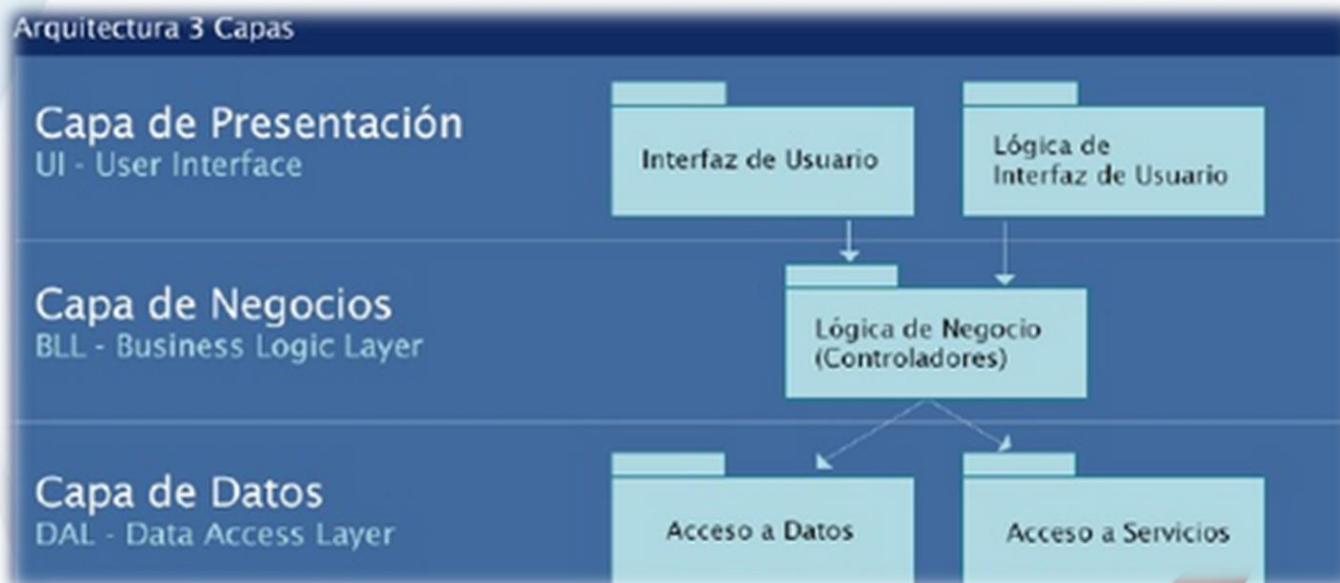 Arquitectura 3 Capas
Capa de Presentación
UI - User Interface
Interfaz de Usuario
Lógica de
Interfaz de Usuario
Capa de Negocios
BLL - Business Logic Layer
Lógica de Negocio
(Controladores)
Capa de Datos
DAL - Data Access Layer
Acceso a Datos
Acceso a Servicios